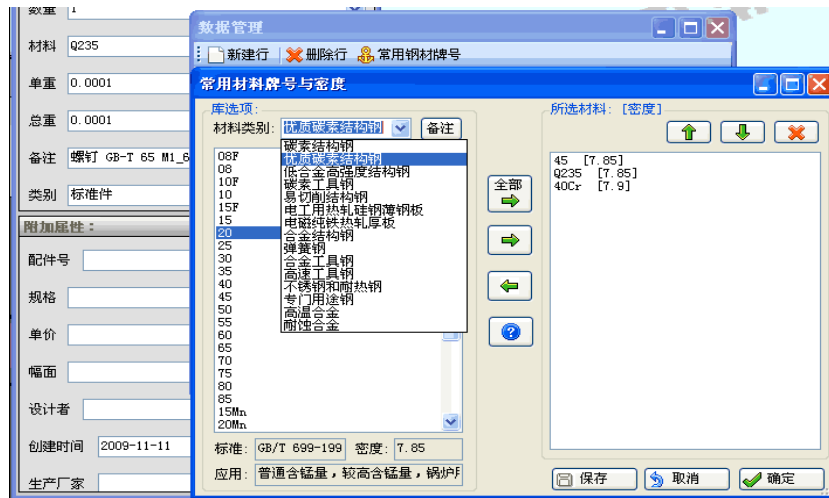 数量 1
材料 Q235
单重 0.0001
总重 0.0001
备注 螺钉 GB-T 65 M1_6
类别 标准件
附加属性：
配件号
规格
单价
幅面
设计者
创建时间 2009-11-11
生产厂家
数据管理
新建行 删除行 常用钢材牌号
常用材料牌号与密度
库选项:
材料类别: 优质碳素结构钢 备注
碳素结构钢
优质碳素结构钢
低合金高强度结构钢
碳素工具钢
易切削结构钢
电工用热轧硅钢薄钢板
电磁纯铁热轧厚板
合金结构钢
弹簧钢
合金工具钢
高速工具钢
不锈钢和耐热钢
专门用途钢
高温合金
耐蚀合金
08F
08
10F
10
15F
15
20
25
30
35
40
45
50
55
60
65
70
75
80
85
15Mn
20Mn
标准: GB/T 699-199 密度: 7.85
应用: 普通含锰量，较高含锰量，锅炉用
全部
所选材料: [密度]
45 [7.85]
Q235 [7.85]
40Cr [7.9]
保存 取消 确定